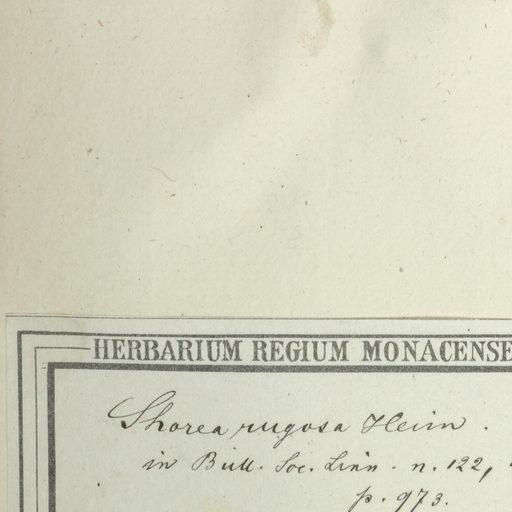 HERBARIUM REGIUM MONACENSE
Shorea rugosa Heim.
in Bull. Soc. Linn. n. 122,
p. 973.